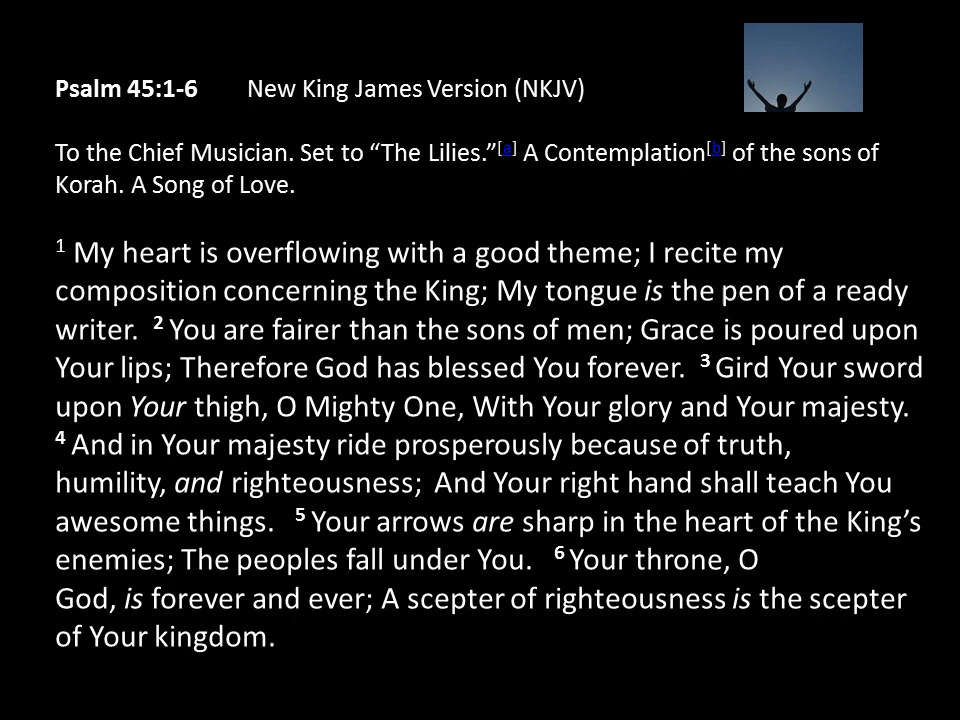 Psalm 45:1-6 New King James Version (NKJV)
To the Chief Musician. Set to “The Lilies.”[a] A Contemplation[b] of the sons of
Korah. A Song of Love.
1 My heart is overflowing with a good theme; I recite my
composition concerning the King; My tongue is the pen of a ready
writer. 2 You are fairer than the sons of men; Grace is poured upon
Your lips; Therefore God has blessed You forever. 3 Gird Your sword
upon Your thigh, O Mighty One, With Your glory and Your majesty.
4 And in Your majesty ride prosperously because of truth,
humility, and righteousness; And Your right hand shall teach You
awesome things. 5 Your arrows are sharp in the heart of the King’s
enemies; The peoples fall under You. 6 Your throne, O
God, is forever and ever; A scepter of righteousness is the scepter
of Your kingdom.